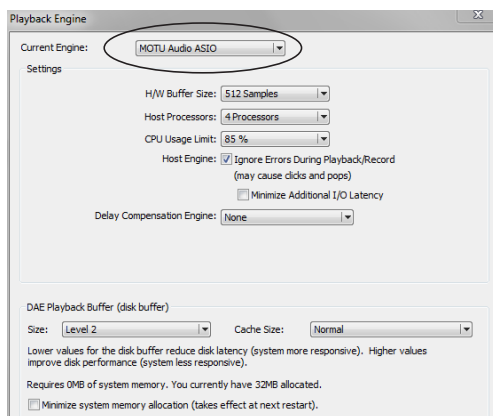 Playback Engine
Current Engine: MOTU Audio ASIO
Settings
H/W Buffer Size: 512 Samples
Host Processors: 4 Processors
CPU Usage Limit: 85 %
Host Engine: Ignore Errors During Playback/Record
(may cause clicks and pops)
Minimize Additional I/O Latency
Delay Compensation Engine: None
DAE Playback Buffer (disk buffer)
Size: Level 2 Cache Size: Normal
Lower values for the disk buffer reduce disk latency (system more responsive). Higher values
improve disk performance (system less responsive).
Requires 0MB of system memory. You currently have 32MB allocated.
Minimize system memory allocation (takes effect at next restart).